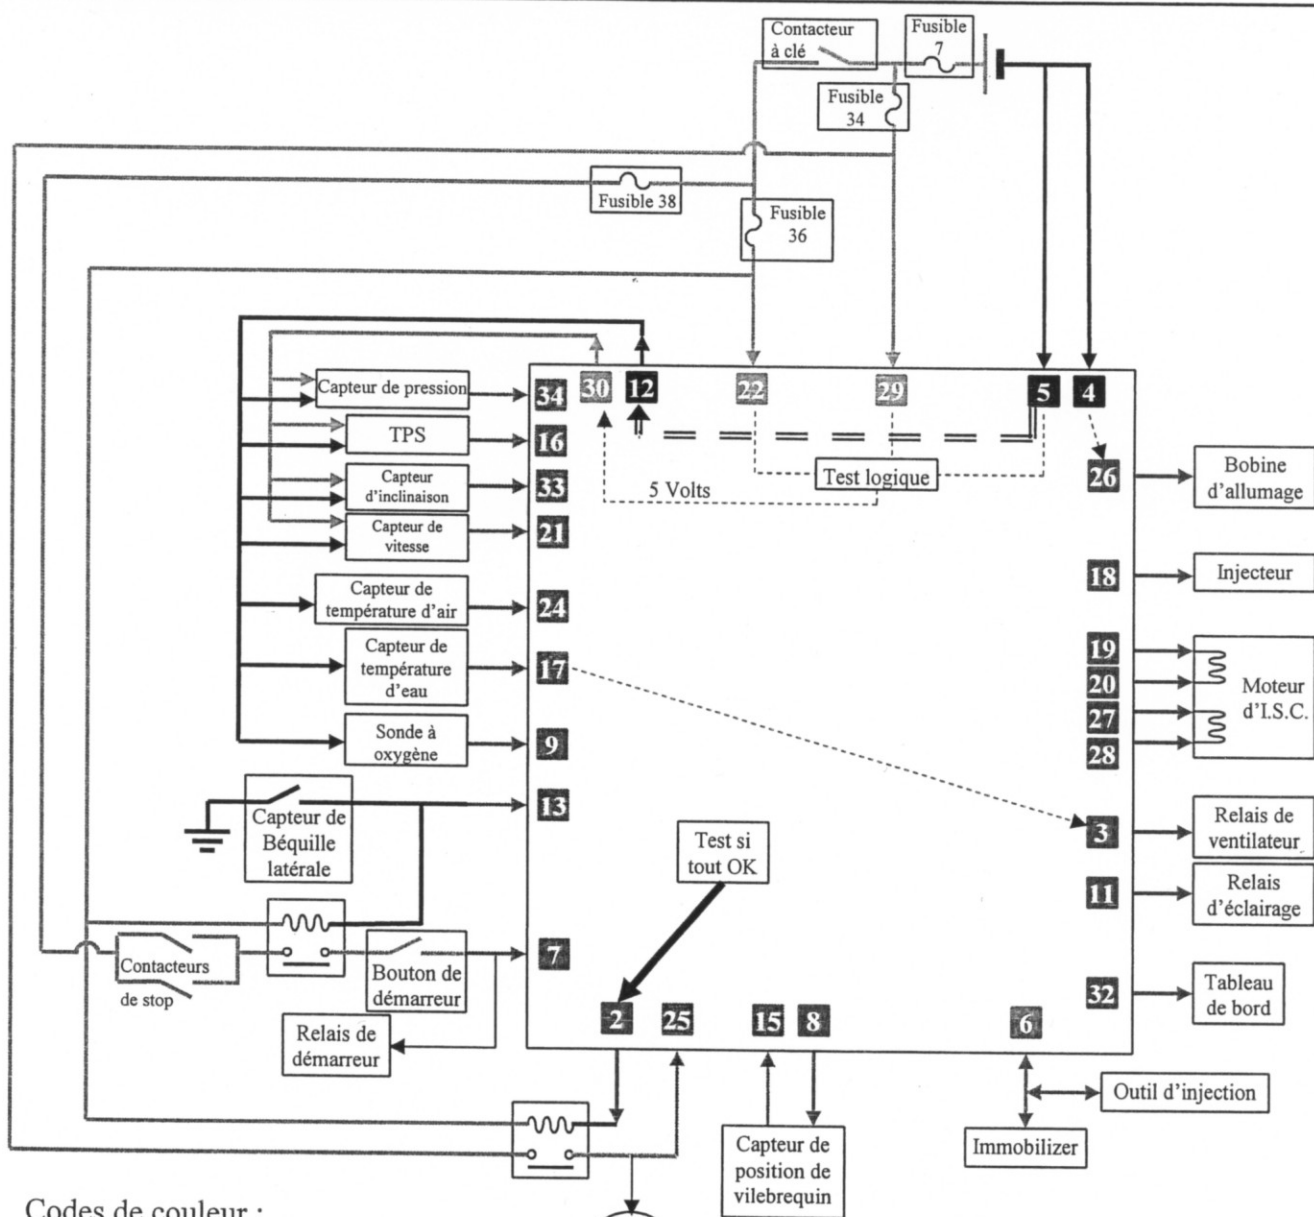 Contacteur
à clé
Fusible
7
Fusible
34
Fusible 38
Fusible
36
Capteur de pression
34
30
12
22
29
5
4
TPS
16
Capteur
d'inclinaison
33
5 Volts
Test logique
26
Bobine
d'allumage
Capteur de
vitesse
21
Capteur de
température d'air
24
18
Injecteur
Capteur de
température
d'eau
17
19
20
27
28
Moteur
d'I.S.C.
Sonde à
oxygène
9
Capteur de
Béquille
latérale
13
Test si
tout OK
3
Relais de
ventilateur
11
Relais
d'éclairage
Contacteurs
de stop
Bouton de
démarreur
7
Relais de
démarreur
2
25
15
8
6
32
Tableau
de bord
Outil d'injection
Immobilizer
Capteur de
position de
vilebrequin
Codes de couleur :